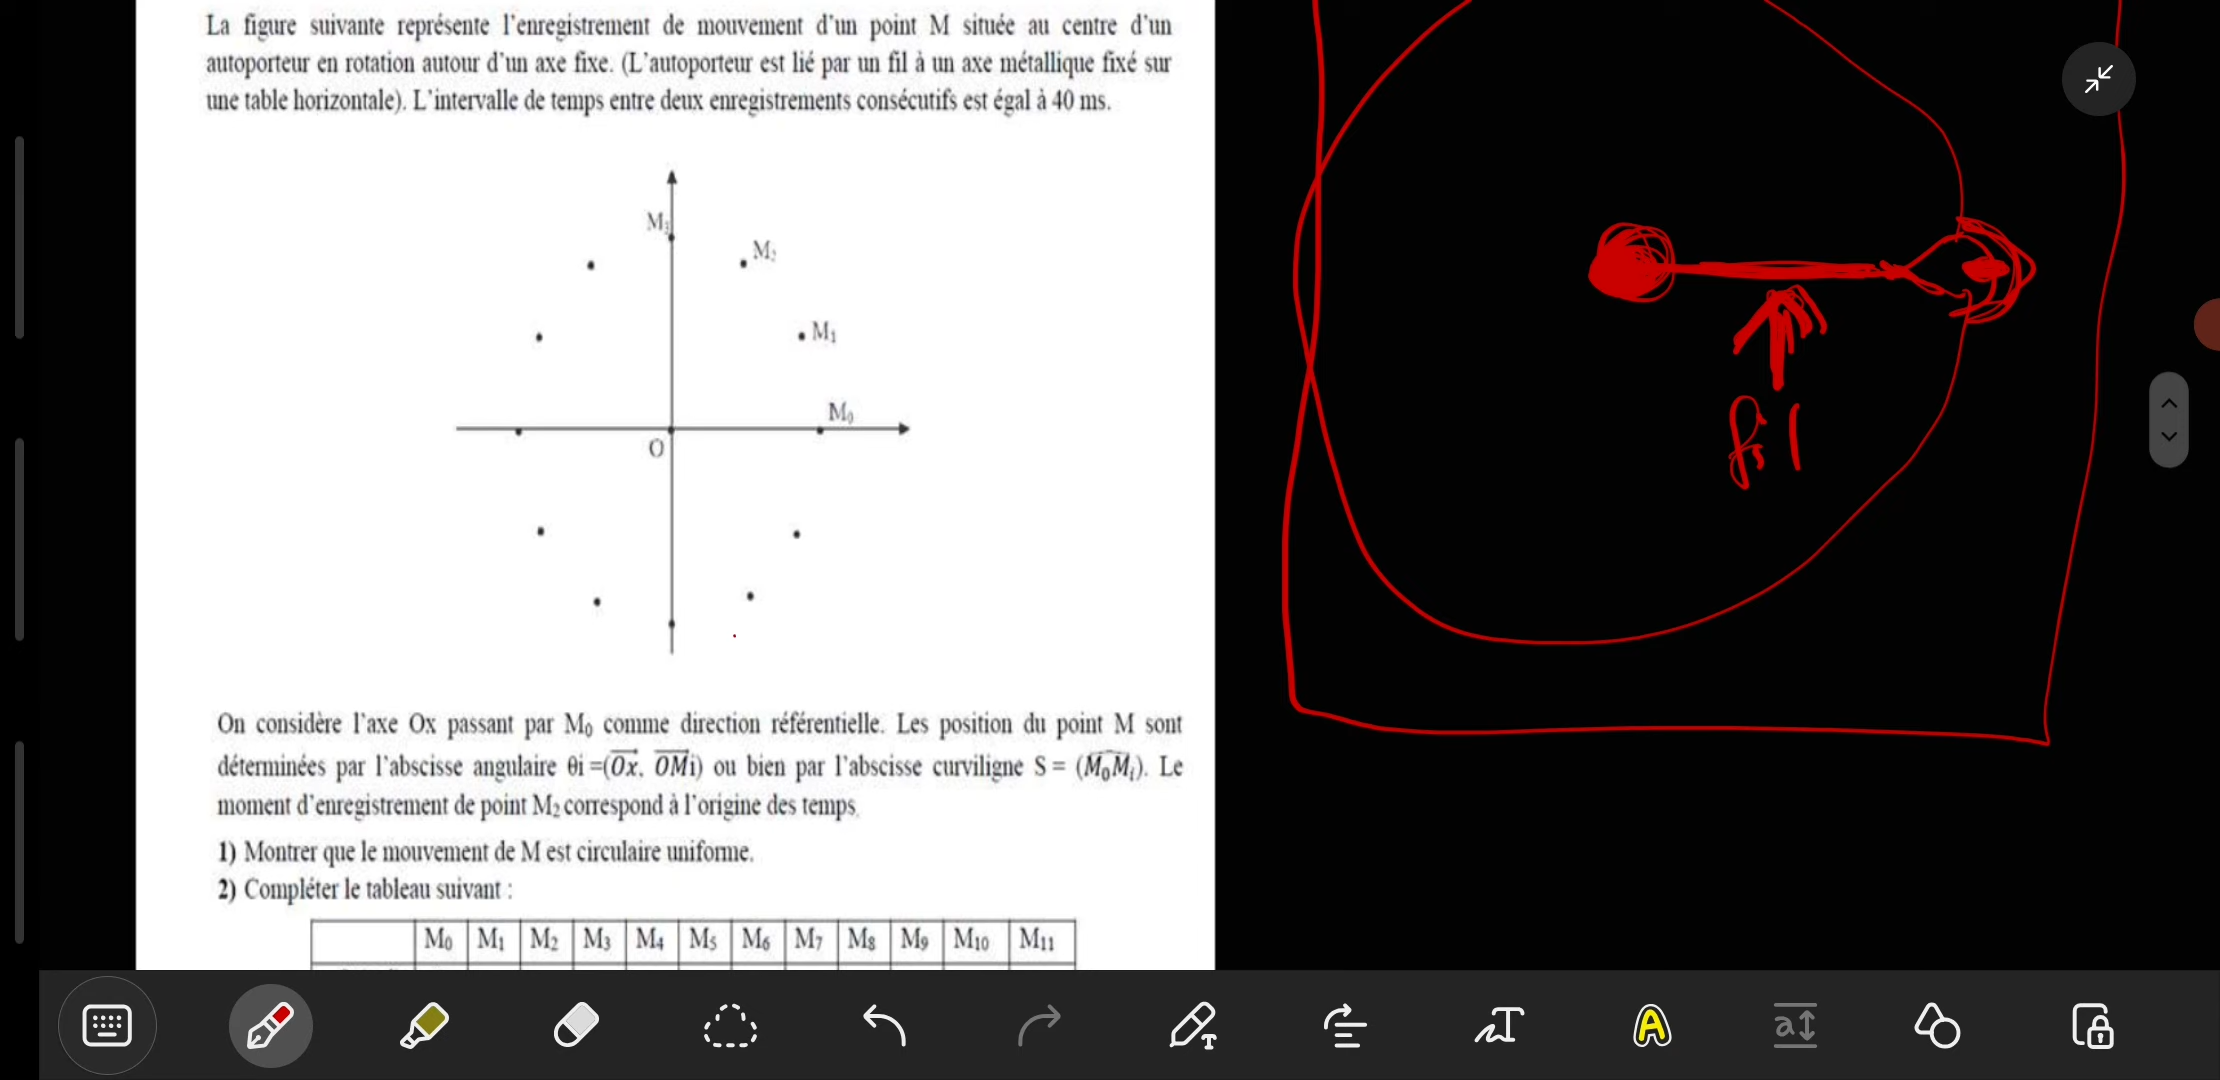 La figure suivante représente l'enregistrement de mouvement d'un point M située au centre d'un
autoporteur en rotation autour d'un axe fixe. (L'autoporteur est lié par un fil à un axe métallique fixé sur
une table horizontale). L'intervalle de temps entre deux enregistrements consécutifs est égal à 40 ms.
M₃
M₂
M₁
M₀
O
fil
On considère l'axe Ox passant par M₀ comme direction référentielle. Les position du point M sont
déterminées par l'abscisse angulaire θi =(Ox, OMi) ou bien par l'abscisse curviligne S = (M₀Mᵢ). Le
moment d'enregistrement de point M₂ correspond à l'origine des temps.
1) Montrer que le mouvement de M est circulaire uniforme.
2) Compléter le tableau suivant :
M₀ M₁ M₂ M₃ M₄ M₅ M₆ M₇ M₈ M₉ M₁₀ M₁₁